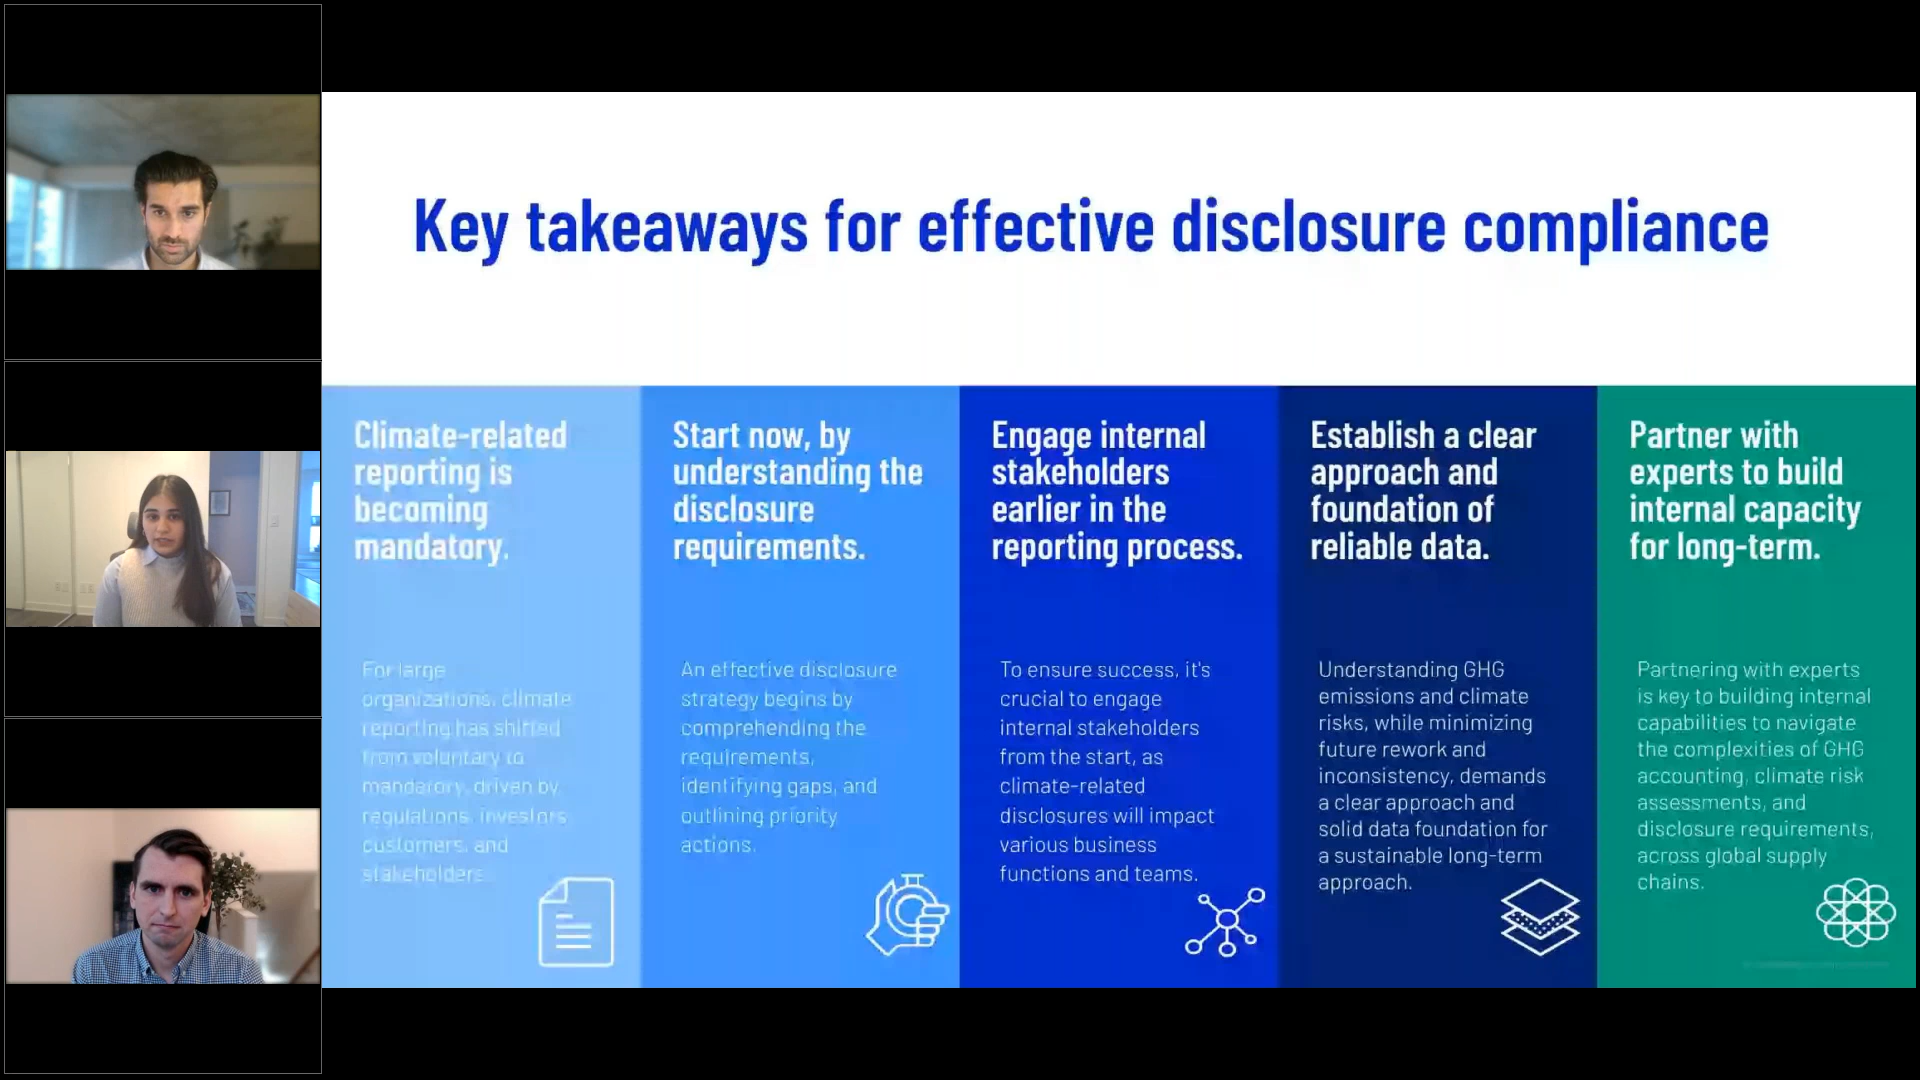 Key takeaways for effective disclosure compliance
Climate-related
reporting is
becoming
mandatory.
For large
organizations, climate
reporting has shifted
from voluntary to
mandatory, driven by
regulations, investors,
customers, and
stakeholders.
Start now, by
understanding the
disclosure
requirements.
An effective disclosure
strategy begins by
comprehending the
requirements,
identifying gaps, and
outlining priority
actions.
Engage internal
stakeholders
earlier in the
reporting process.
To ensure success, it's
crucial to engage
internal stakeholders
from the start, as
climate-related
disclosures will impact
various business
functions and teams.
Establish a clear
approach and
foundation of
reliable data.
Understanding GHG
emissions and climate
risks, while minimizing
future rework and
inconsistency, demands
a clear approach and
solid data foundation for
a sustainable long-term
approach.
Partner with
experts to build
internal capacity
for long-term.
Partnering with experts
is key to building internal
capabilities to navigate
the complexities of GHG
accounting, climate risk
assessments, and
disclosure requirements,
across global supply
chains.